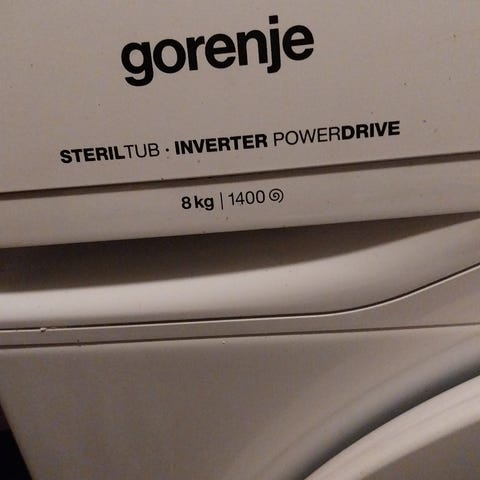 gorenje
STERILTUB · INVERTER POWERDRIVE
8 kg | 1400